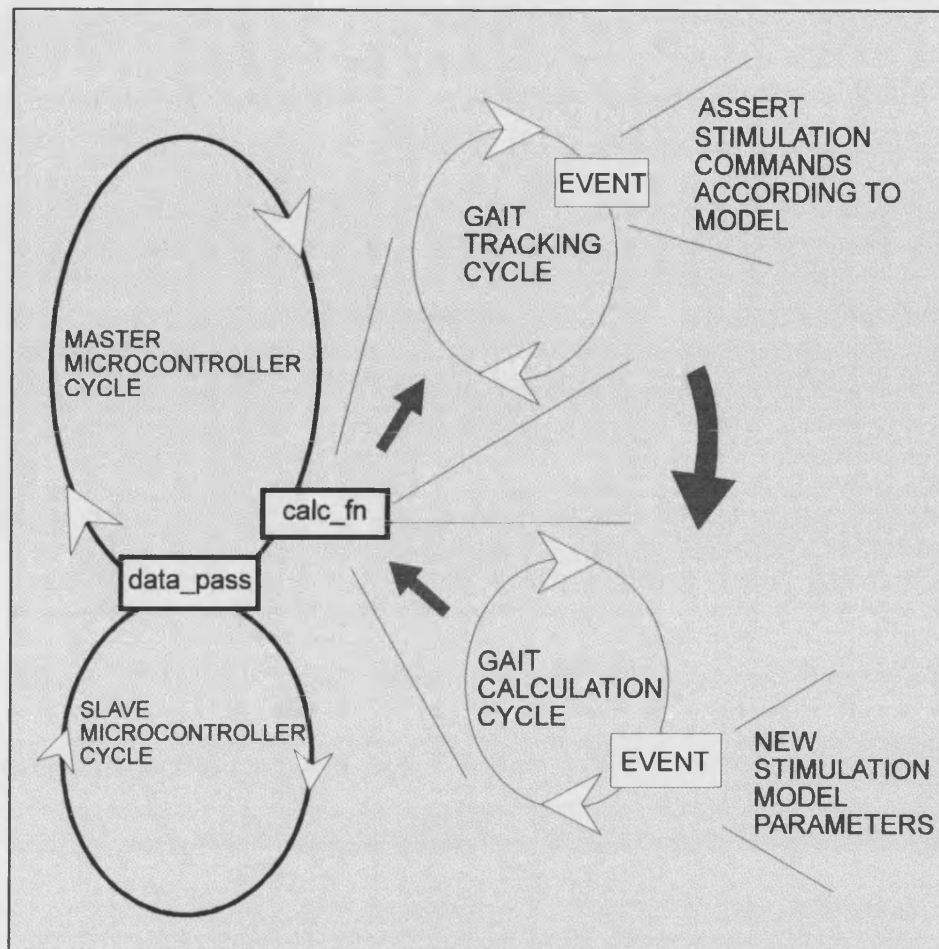 ASSERT
STIMULATION
COMMANDS
ACCORDING TO
MODEL
EVENT
GAIT
TRACKING
CYCLE
MASTER
MICROCONTROLLER
CYCLE
calc_fn
data_pass
GAIT
CALCULATION
CYCLE
SLAVE
MICROCONTROLLER
CYCLE
EVENT
NEW
STIMULATION
MODEL
PARAMETERS